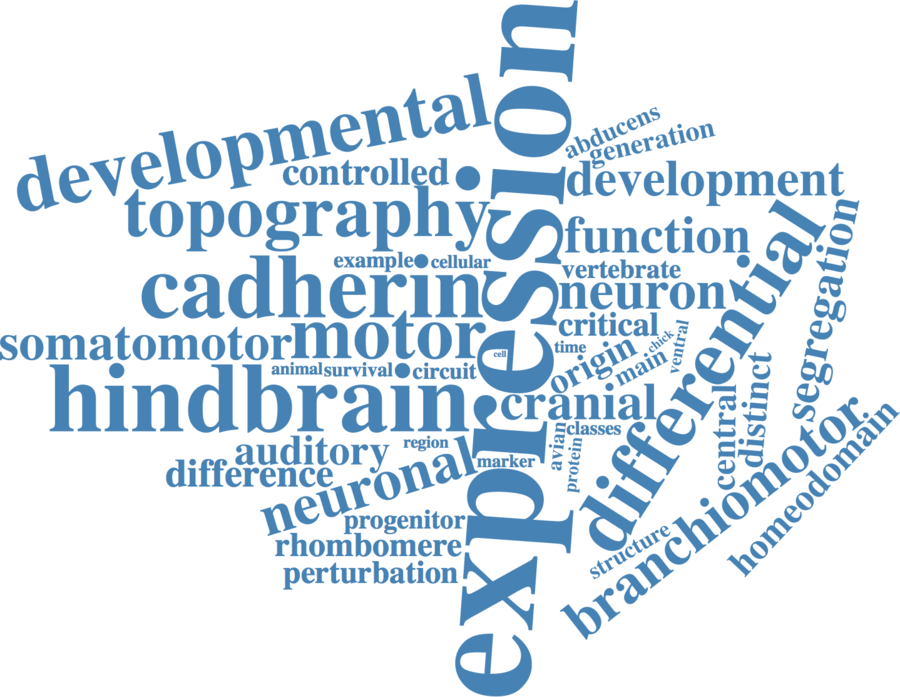 expression
developmental
abducens
generation
controlled
development
topography
function
example
cellular
vertebrate
cadherin
neuron
differential
segregation
somatomotor
motor
critical
time
cell
chick
ventral
origin
main
animal
survival
circuit
hindbrain
cranial
central
distinct
auditory
region
avian
classes
difference
neuronal
marker
protein
branchiomotor
homeodomain
progenitor
rhombomere
structure
perturbation